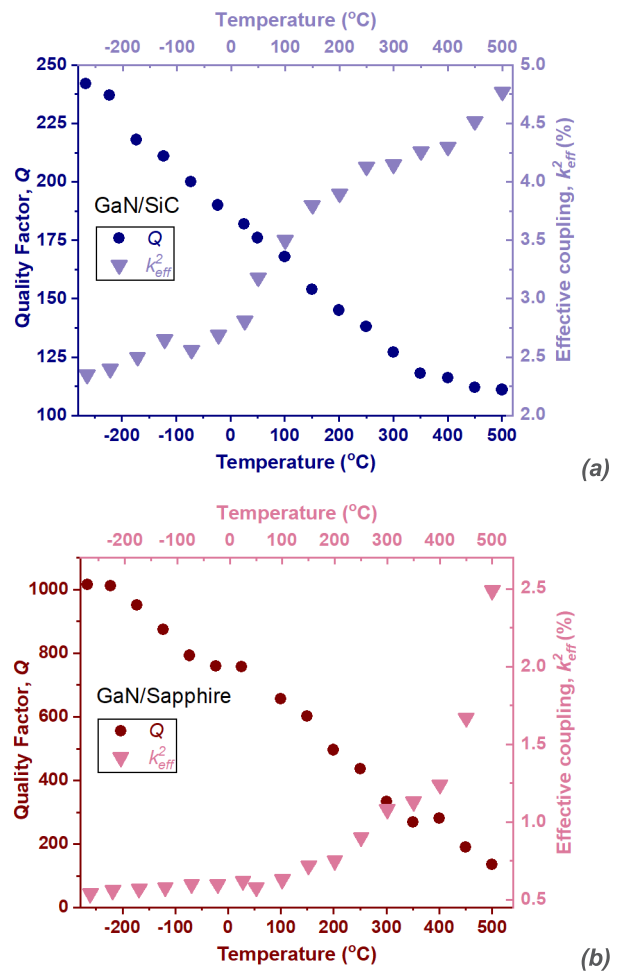 Temperature (°C)
-200 -100 0 100 200 300 400 500
250 5.0
225 4.5
200 4.0
175 3.5
150 3.0
125 2.5
100 2.0
Quality Factor, Q
Effective coupling, k²eff (%)
GaN/SiC
Q
k²eff
-200 -100 0 100 200 300 400 500
Temperature (°C)
(a)
Temperature (°C)
-200 -100 0 100 200 300 400 500
1000 2.5
800 2.0
600 1.5
400 1.0
200 0.5
0
Quality Factor, Q
Effective coupling, k²eff (%)
GaN/Sapphire
Q
k²eff
-200 -100 0 100 200 300 400 500
Temperature (°C)
(b)